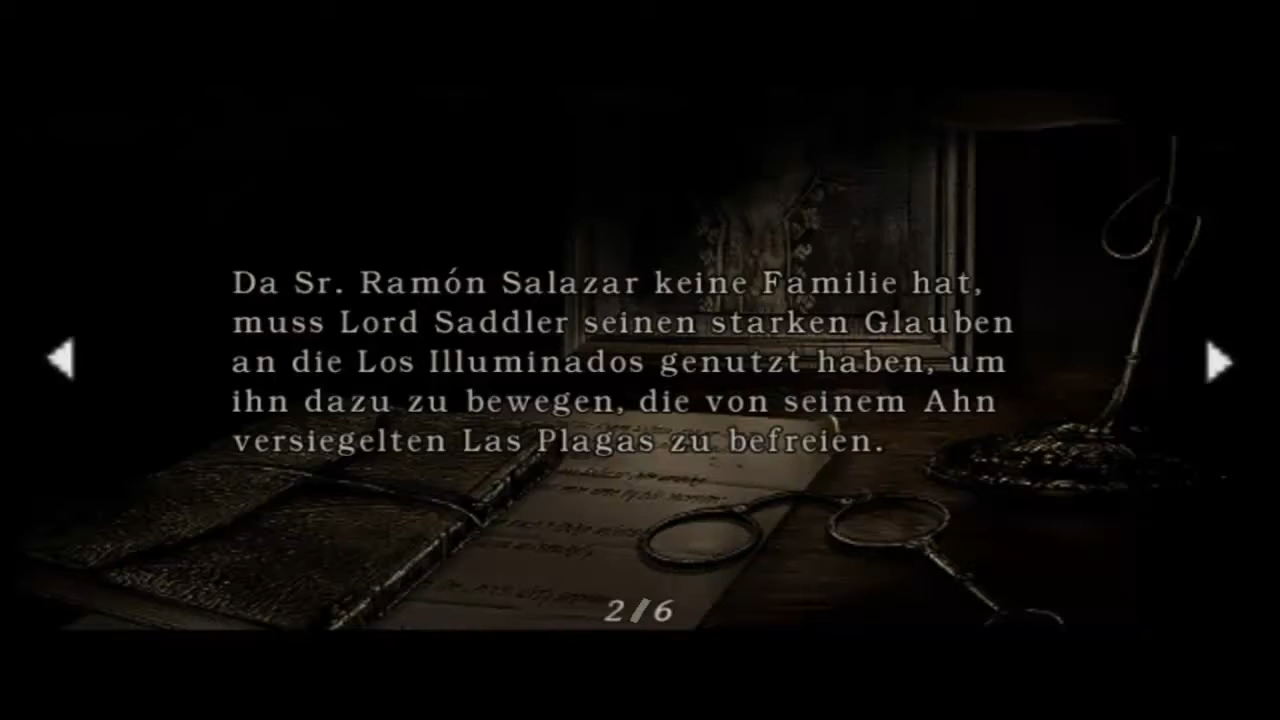 Da Sr. Ramón Salazar keine Familie hat,
muss Lord Saddler seinen starken Glauben
an die Los Illuminados genutzt haben, um
ihn dazu zu bewegen, die von seinem Ahn
versiegelten Las Plagas zu befreien.
2/6